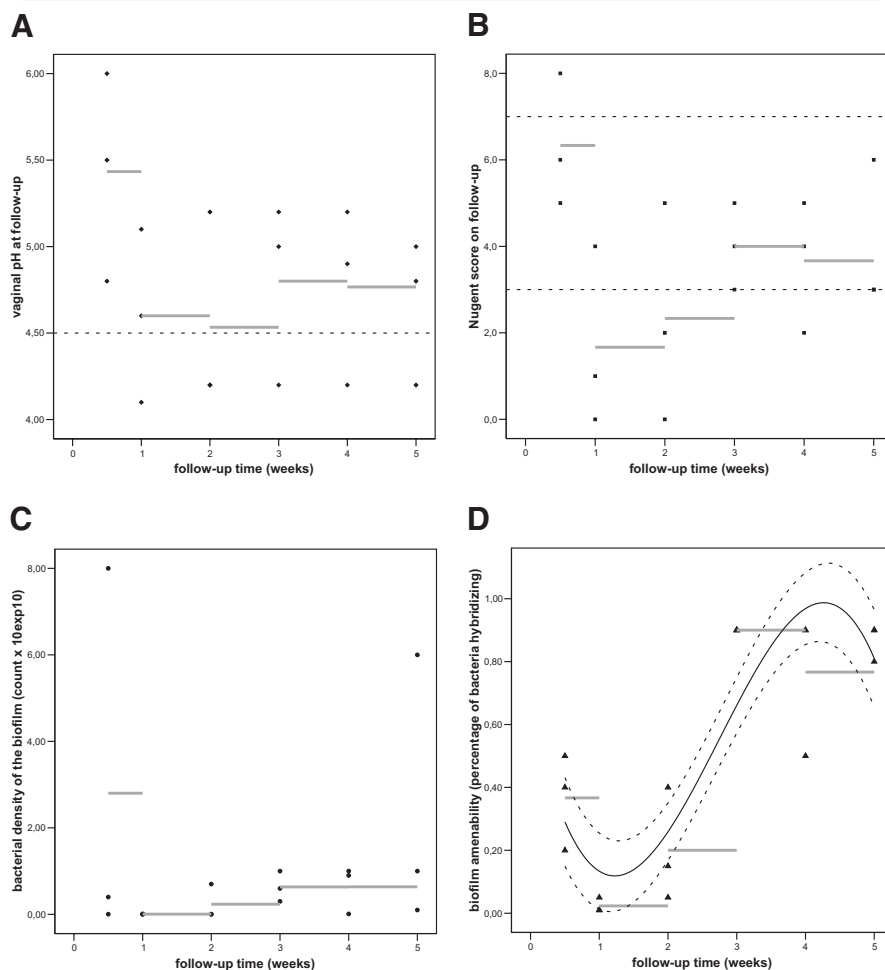 A
6,00
5,50
5,00
4,50
4,00
vaginal pH at follow-up
0 1 2 3 4 5
follow-up time (weeks)
B
8,0
6,0
4,0
2,0
0,0
Nugent score on follow-up
0 1 2 3 4 5
follow-up time (weeks)
C
8,00
6,00
4,00
2,00
0,00
bacterial density of the biofilm (count x 10exp10)
0 1 2 3 4 5
follow-up time (weeks)
D
1,00
0,80
0,60
0,40
0,20
0,00
biofilm amenability (percentage of bacteria hybridizing)
0 1 2 3 4 5
follow-up time (weeks)